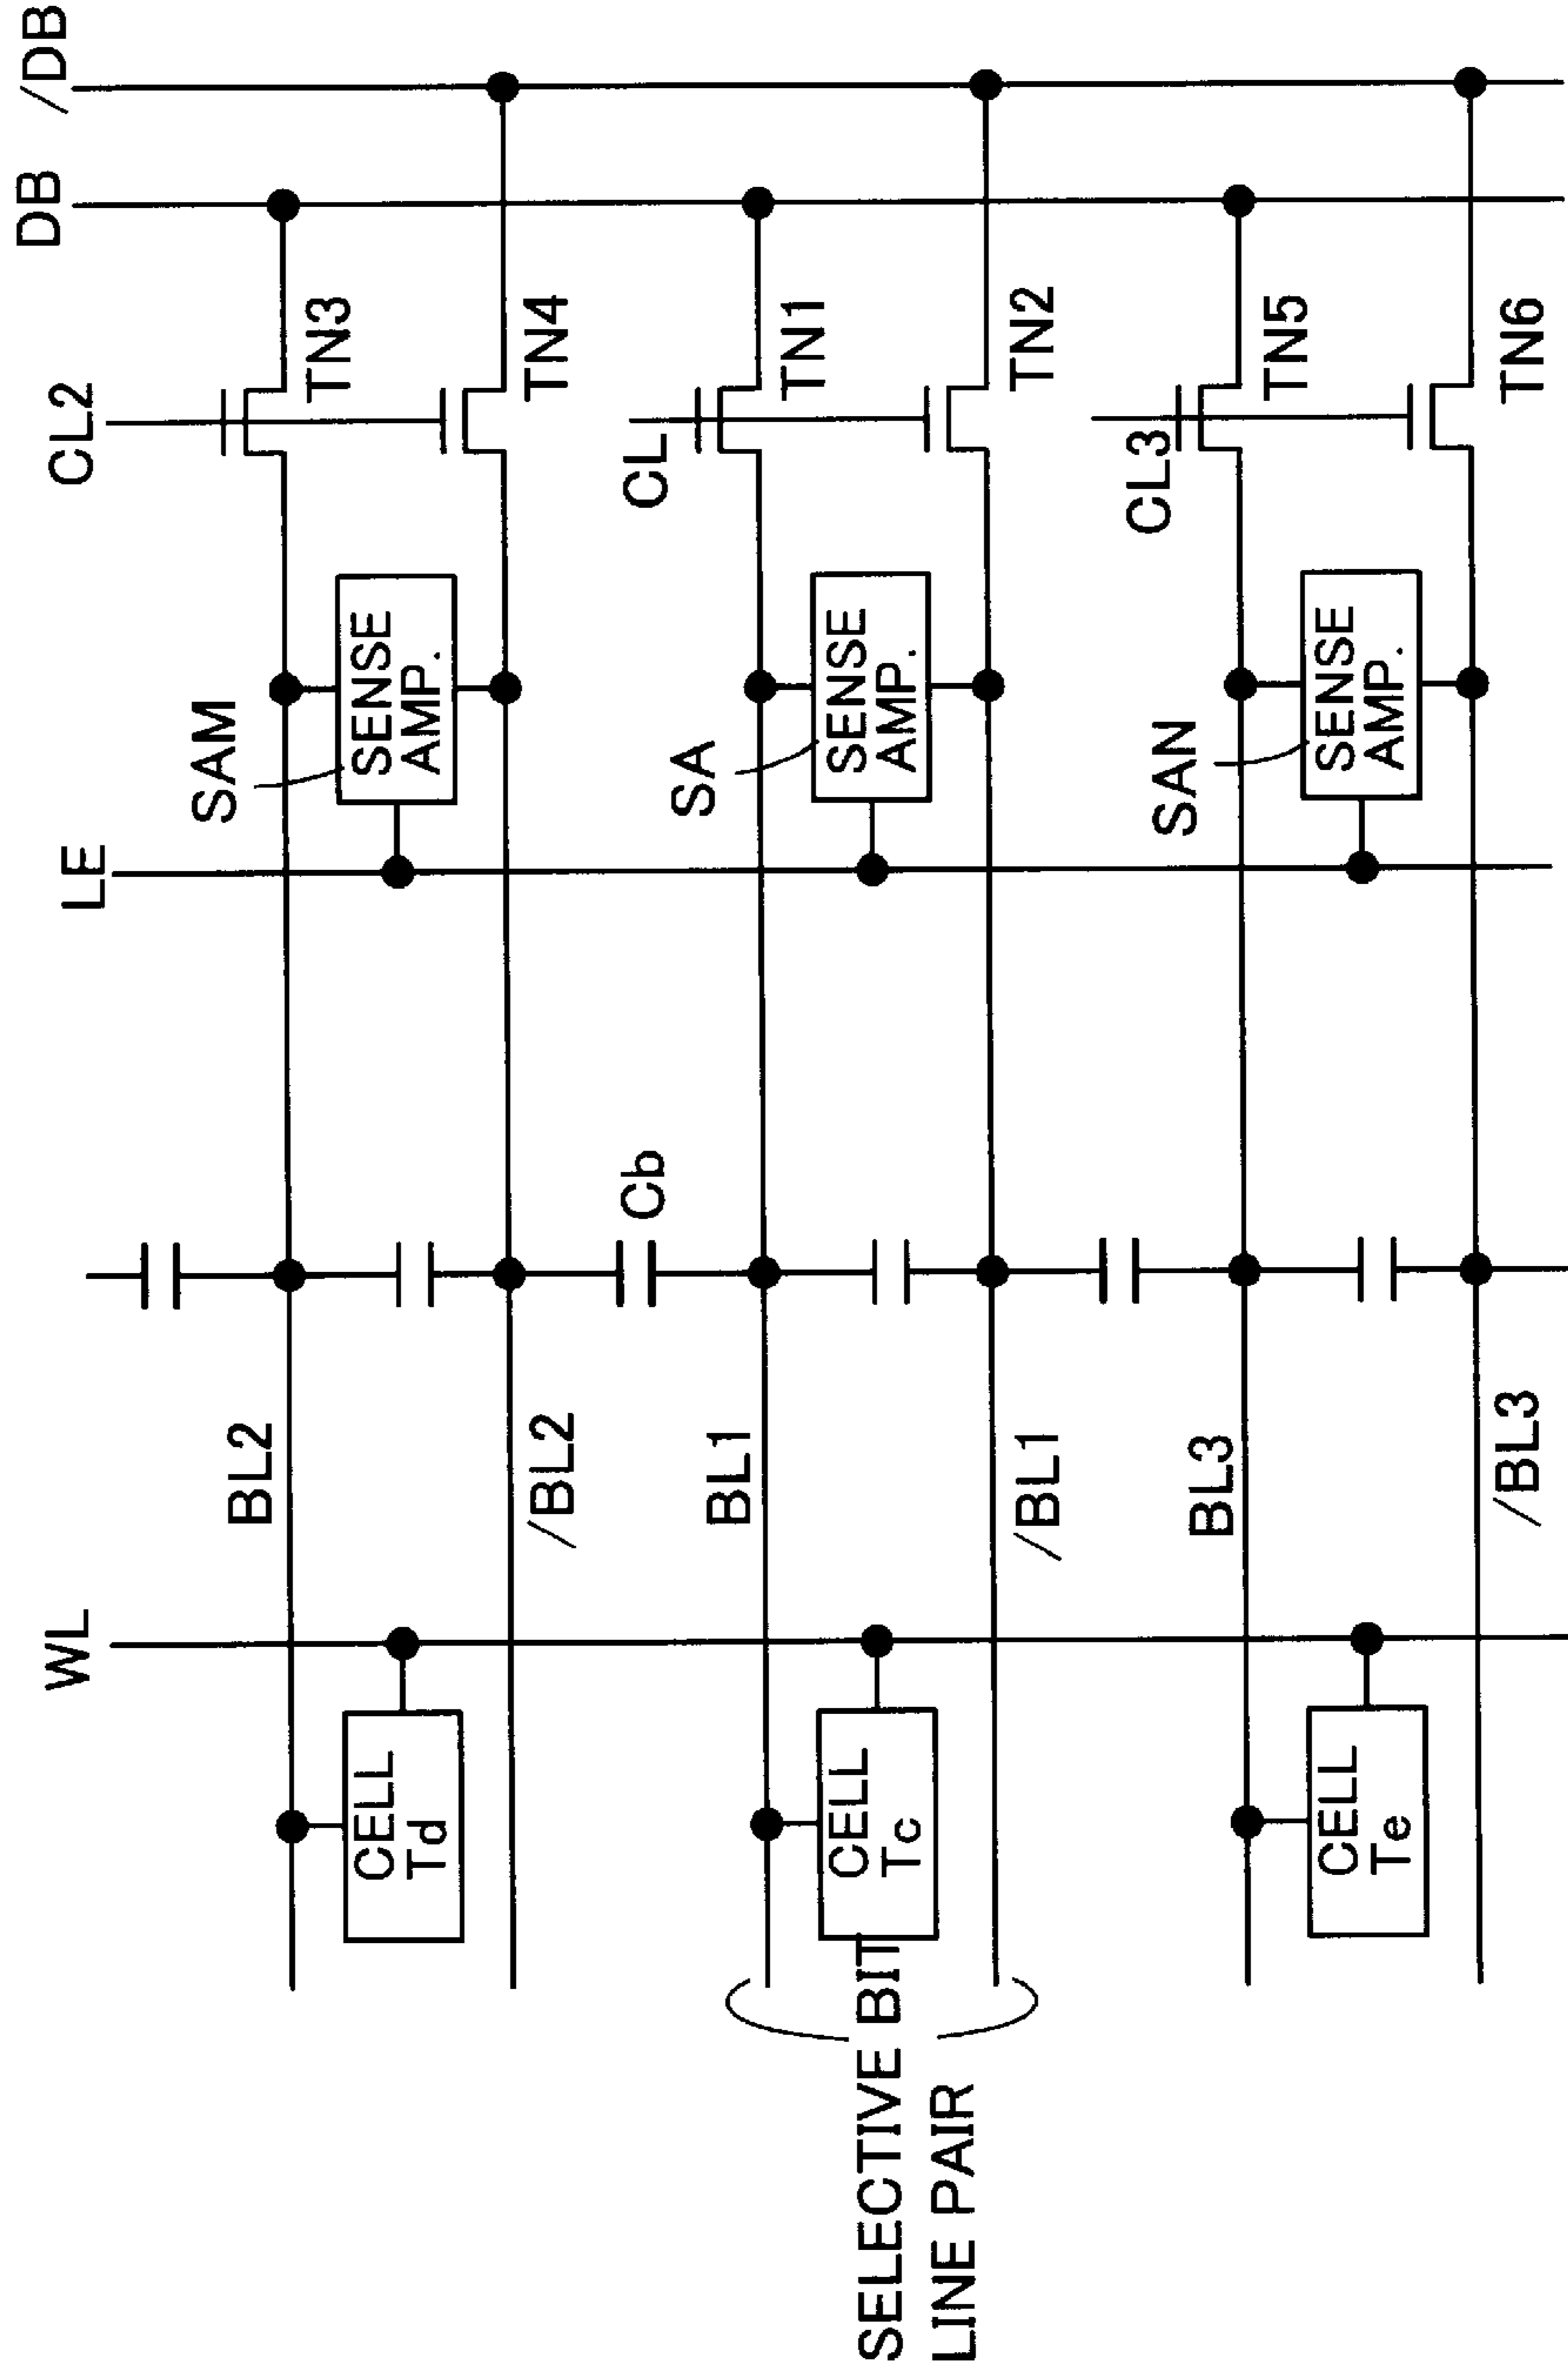 WL
LE
DB
/DB
BL2
Cb
SAM
CL2
CELL
Td
SENSE
AMP.
TN3
/BL2
TN4
BL1
SA
CL
SELECTIVE BIT
LINE PAIR
CELL
Tc
SENSE
AMP.
TN1
/BL1
TN2
BL3
SAN
CL3
CELL
Te
SENSE
AMP.
TN5
/BL3
TN6